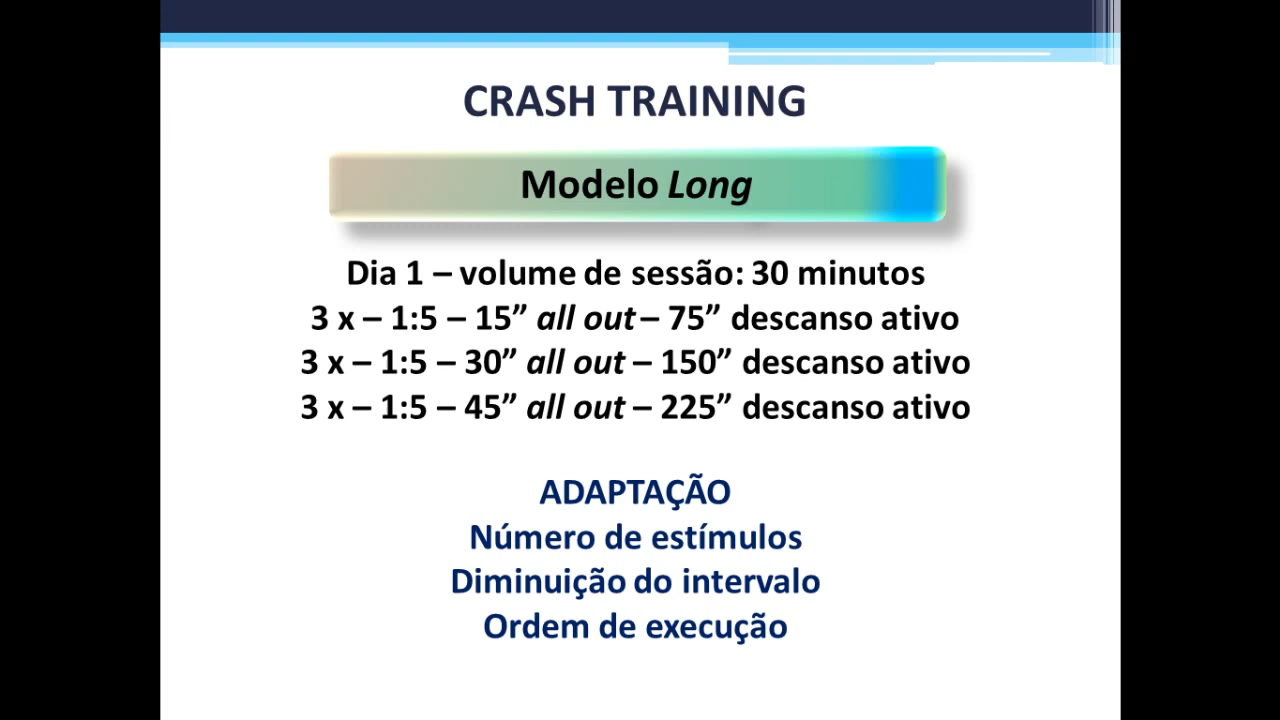 CRASH TRAINING
Modelo Long
Dia 1 – volume de sessão: 30 minutos
3 x – 1:5 – 15” all out – 75” descanso ativo
3 x – 1:5 – 30” all out – 150” descanso ativo
3 x – 1:5 – 45” all out – 225” descanso ativo
ADAPTAÇÃO
Número de estímulos
Diminuição do intervalo
Ordem de execução